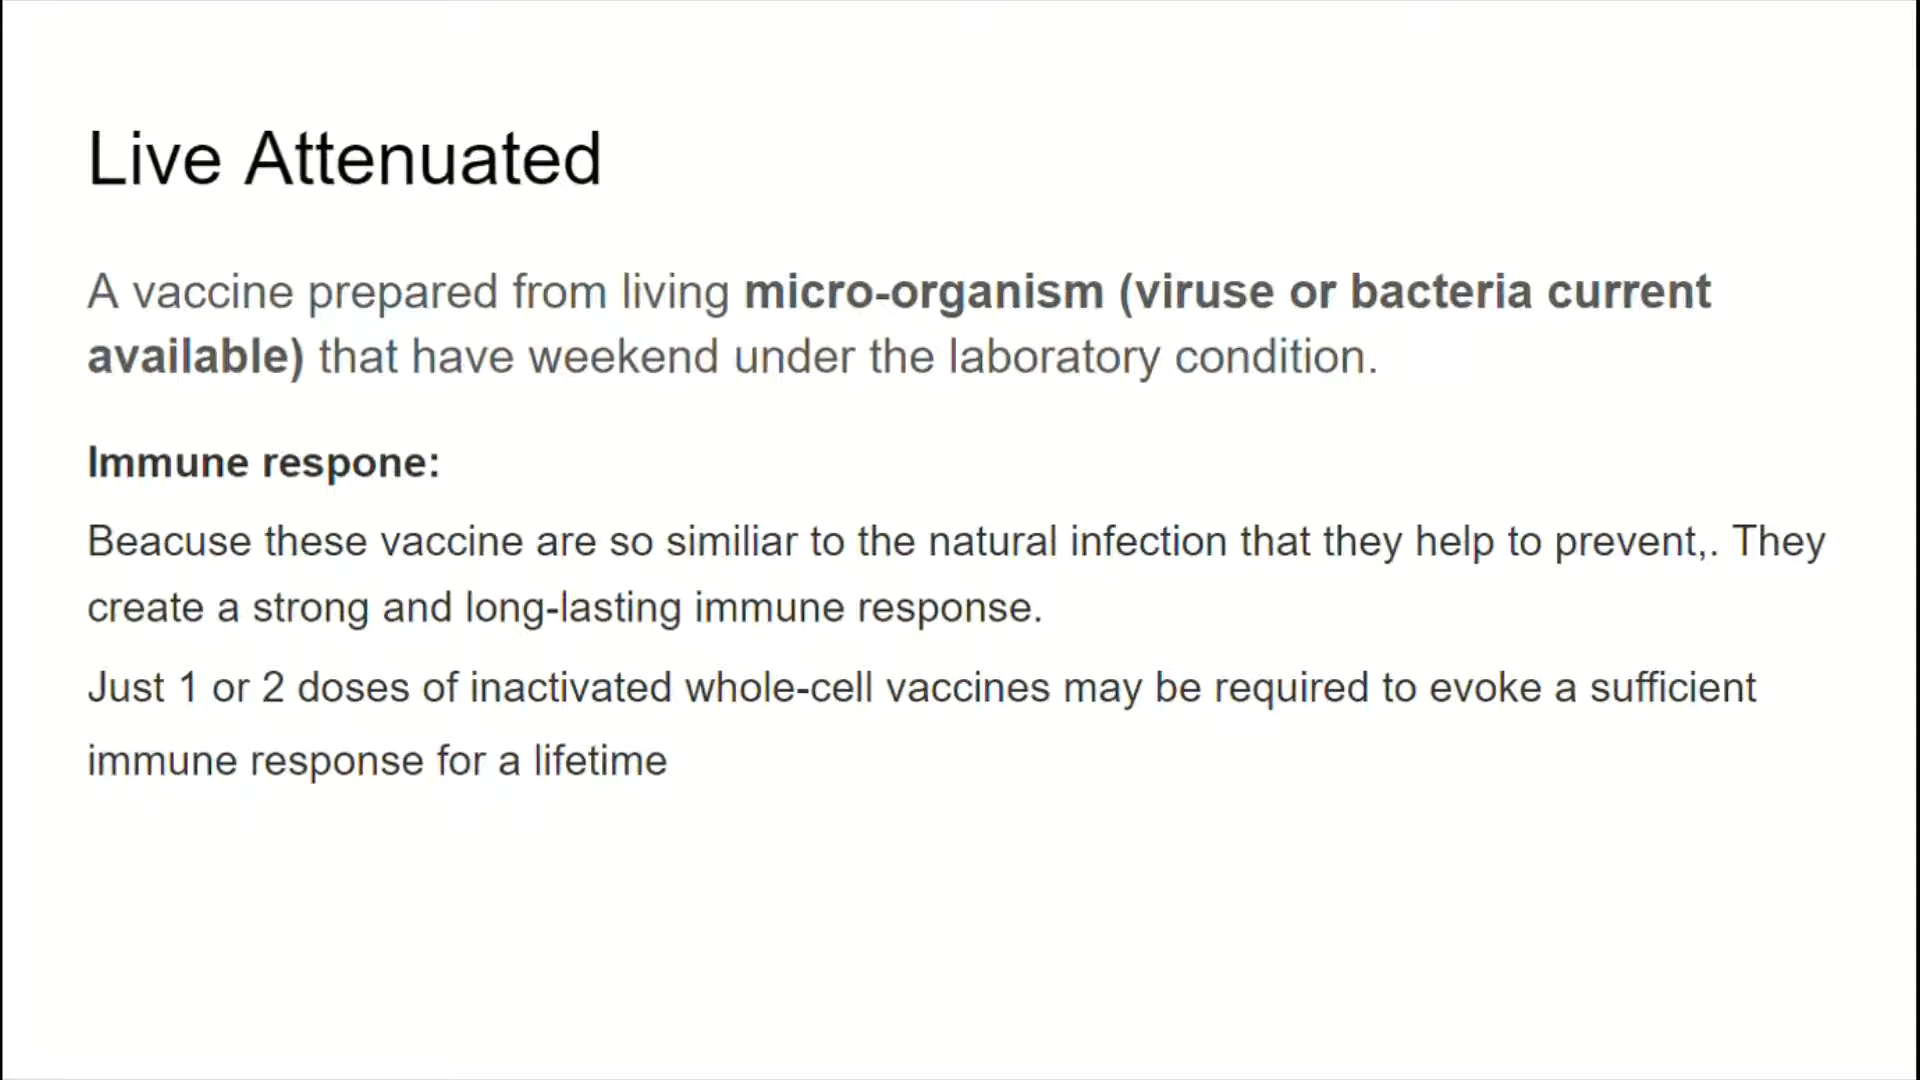 Live Attenuated
A vaccine prepared from living micro-organism (viruse or bacteria current
available) that have weekend under the laboratory condition.
Immune respone:
Beacuse these vaccine are so similiar to the natural infection that they help to prevent,. They
create a strong and long-lasting immune response.
Just 1 or 2 doses of inactivated whole-cell vaccines may be required to evoke a sufficient
immune response for a lifetime